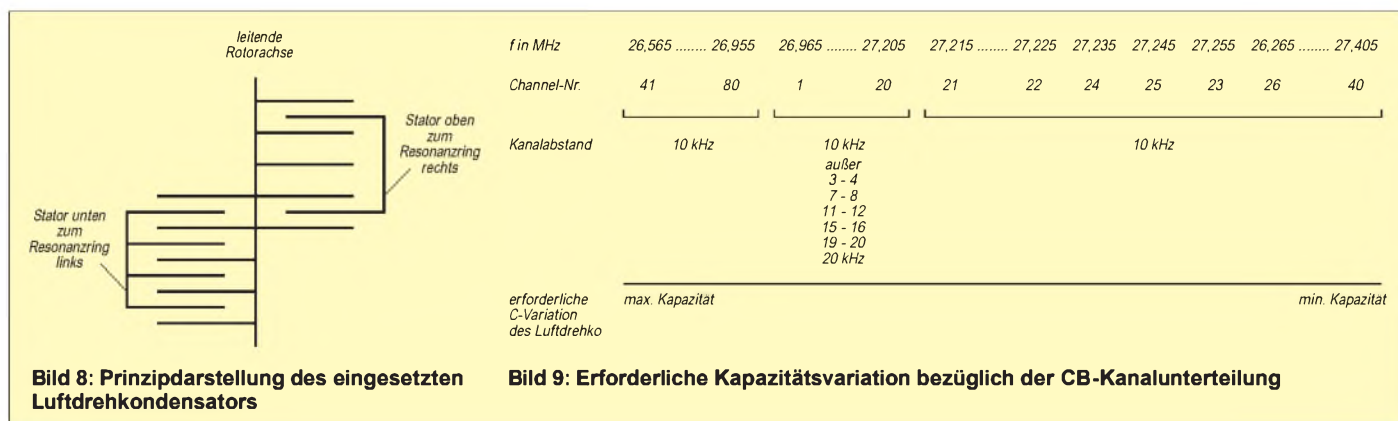 leitende
Rotorachse
Stator oben
zum
Resonanzring
rechts
Stator unten
zum
Resonanzring
links
Bild 8: Prinzipdarstellung des eingesetzten
Luftdrehkondensators
f in MHz 26,565 ........ 26,955 26,965 ........ 27,205 27,215 ........ 27,225 27,235 27,245 27,255 26,265 ........ 27,405
Channel-Nr. 41 80 1 20 21 22 24 25 23 26 40
Kanalabstand 10 kHz 10 kHz 10 kHz
außer
3 - 4
7 - 8
11 - 12
15 - 16
19 - 20
20 kHz
erforderliche max. Kapazität min. Kapazität
C-Variation
des Luftdrehko
Bild 9: Erforderliche Kapazitätsvariation bezüglich der CB-Kanalunterteilung